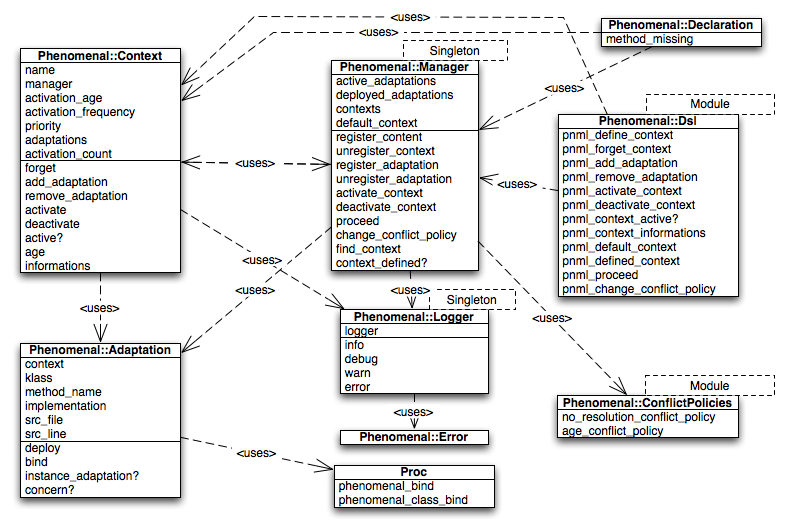 <uses>
Phenomenal::Declaration
method_missing
<uses>
<uses>
Phenomenal::Context
name
manager
activation_age
activation_frequency
priority
adaptations
activation_count
forget
add_adaptation
remove_adaptation
activate
deactivate
active?
age
informations
<uses>
Singleton
Phenomenal::Manager
active_adaptations
deployed_adaptations
contexts
default_context
register_content
unregister_context
register_adaptation
unregister_adaptation
activate_context
deactivate_context
proceed
change_conflict_policy
find_context
context_defined?
<uses>
Module
Phenomenal::Dsl
pnml_define_context
pnml_forget_context
pnml_add_adaptation
pnml_remove_adaptation
pnml_activate_context
pnml_deactivate_context
pnml_context_active?
pnml_context_informations
pnml_default_context
pnml_defined_context
pnml_proceed
pnml_change_conflict_policy
<uses>
<uses>
<uses>
<uses>
<uses>
Singleton
Phenomenal::Logger
logger
info
debug
warn
error
<uses>
Phenomenal::Adaptation
context
klass
method_name
implementation
src_file
src_line
deploy
bind
instance_adaptation?
concern?
Module
Phenomenal::ConflictPolicies
no_resolution_conflict_policy
age_conflict_policy
<uses>
Phenomenal::Error
<uses>
Proc
phenomenal_bind
phenomenal_class_bind